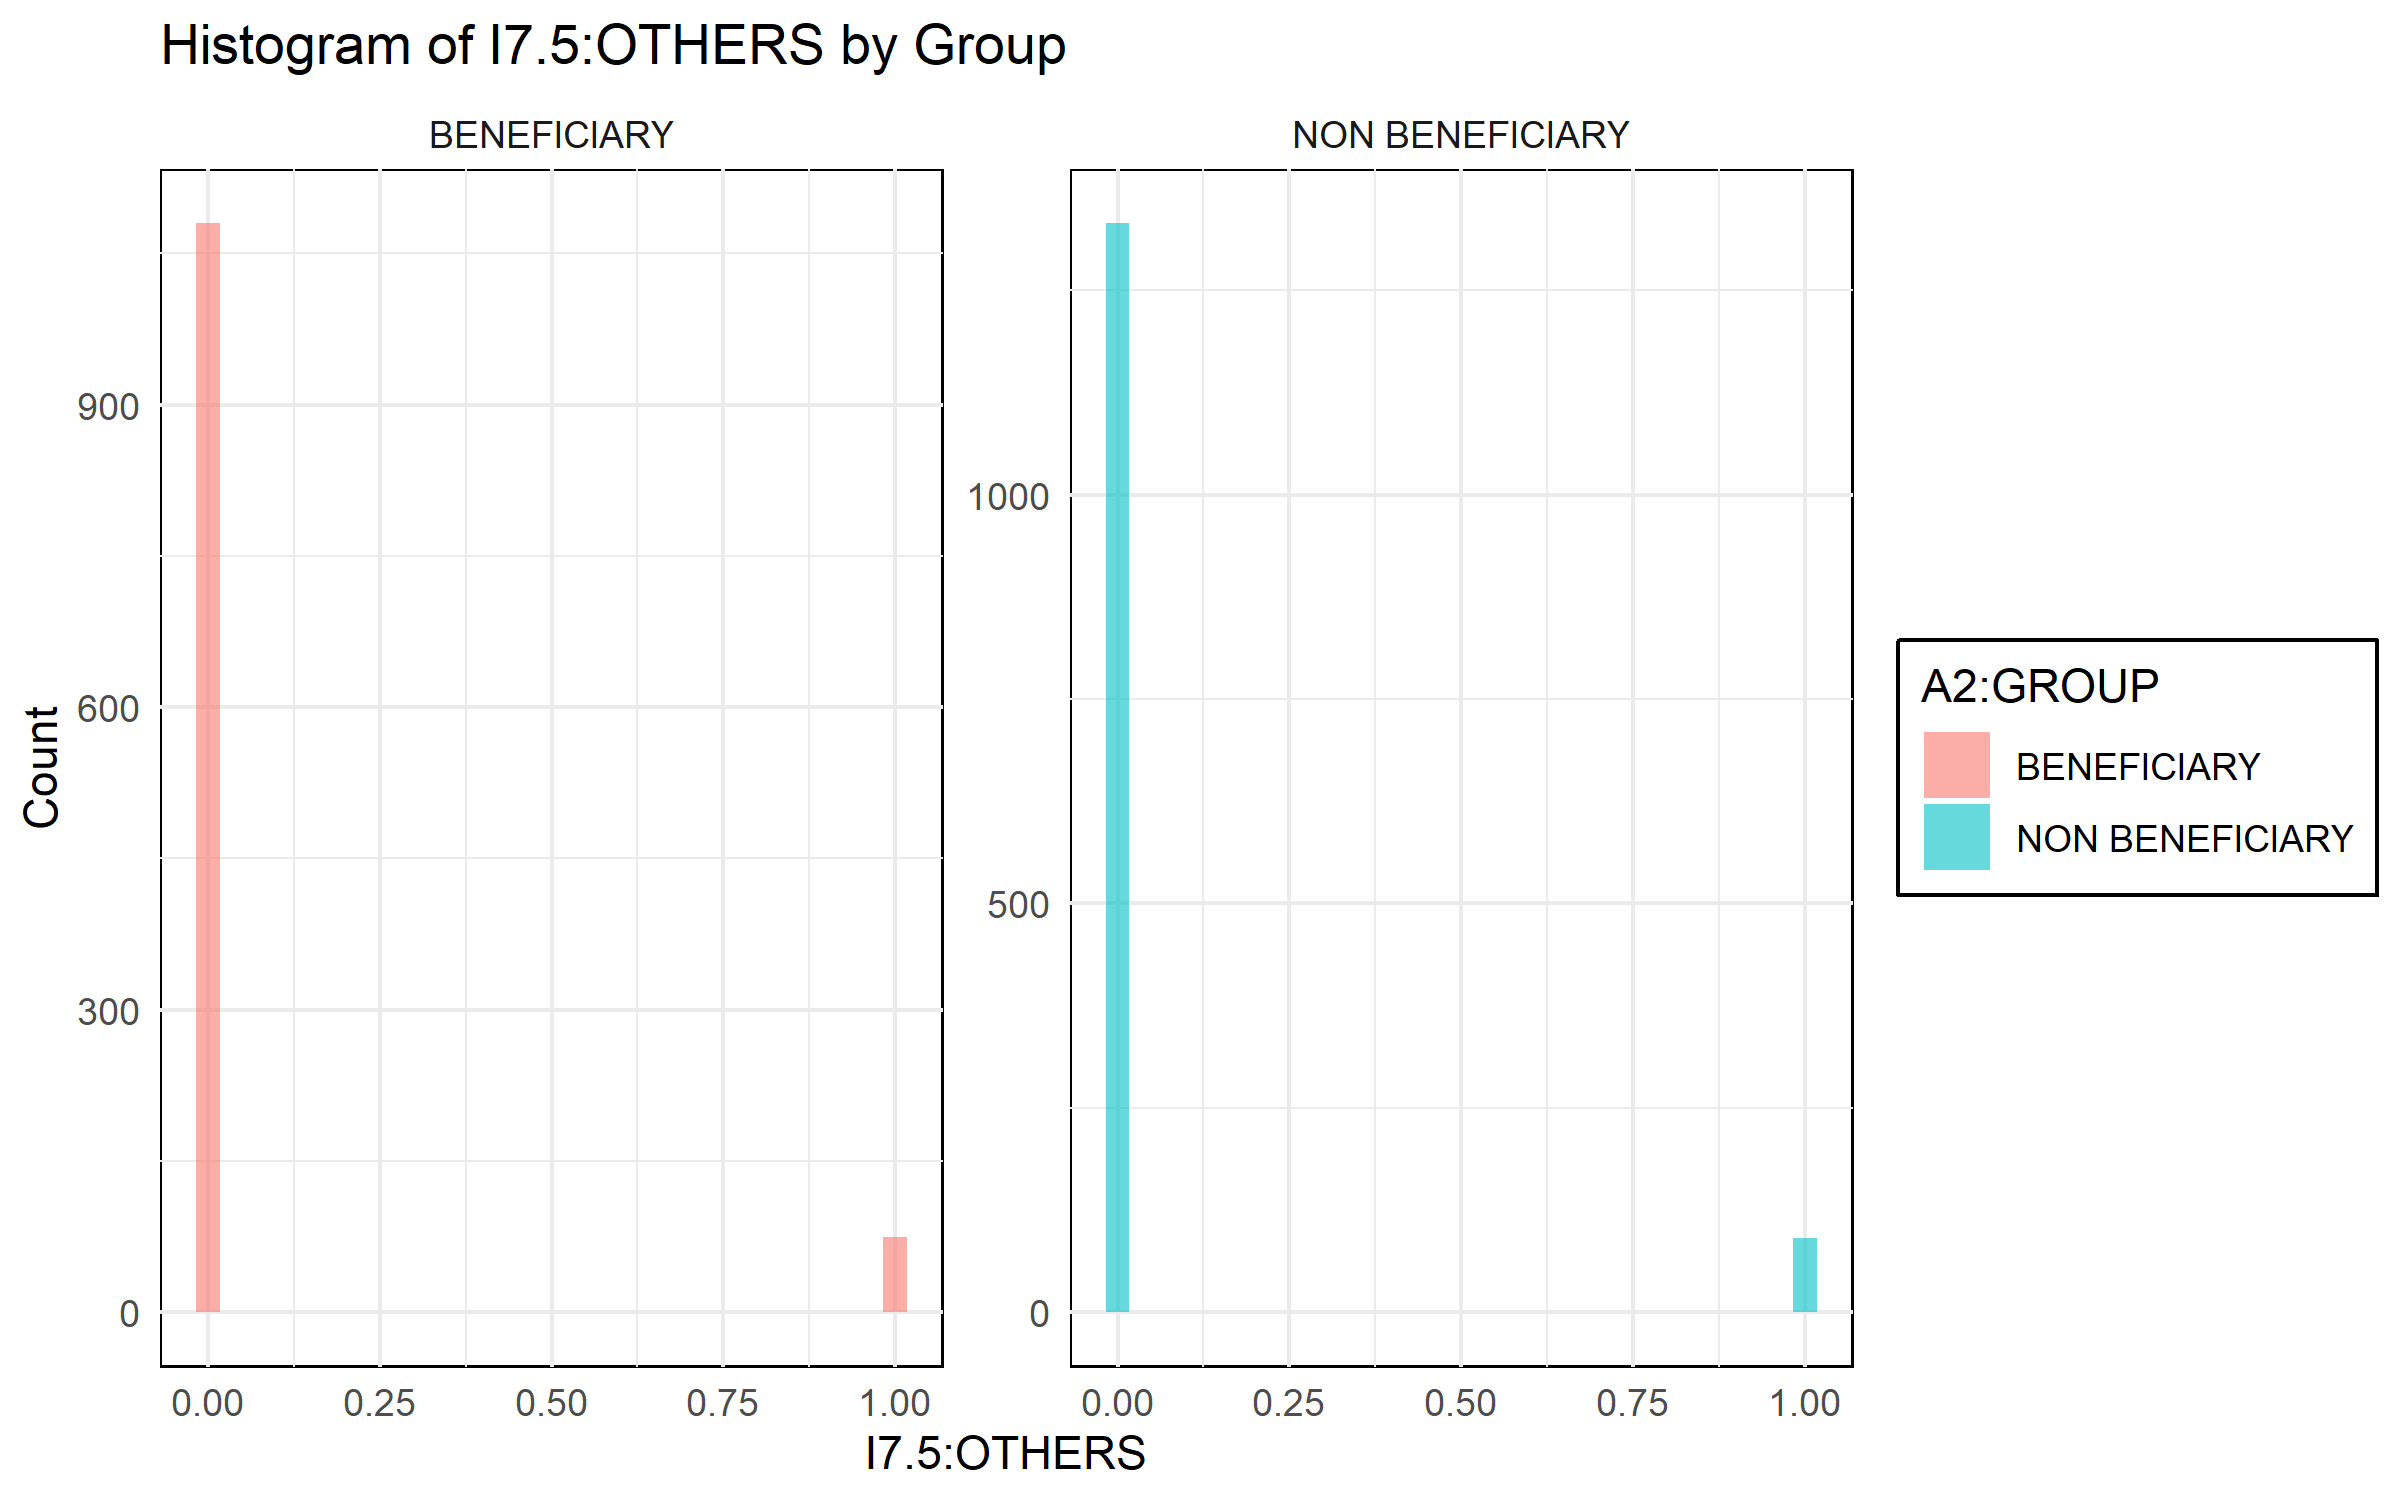 Histogram of I7.5:OTHERS by Group
BENEFICIARY
NON BENEFICIARY
Count
900
600
300
0
1000
500
0
0.00 0.25 0.50 0.75 1.00
0.00 0.25 0.50 0.75 1.00
I7.5:OTHERS
A2:GROUP
BENEFICIARY
NON BENEFICIARY